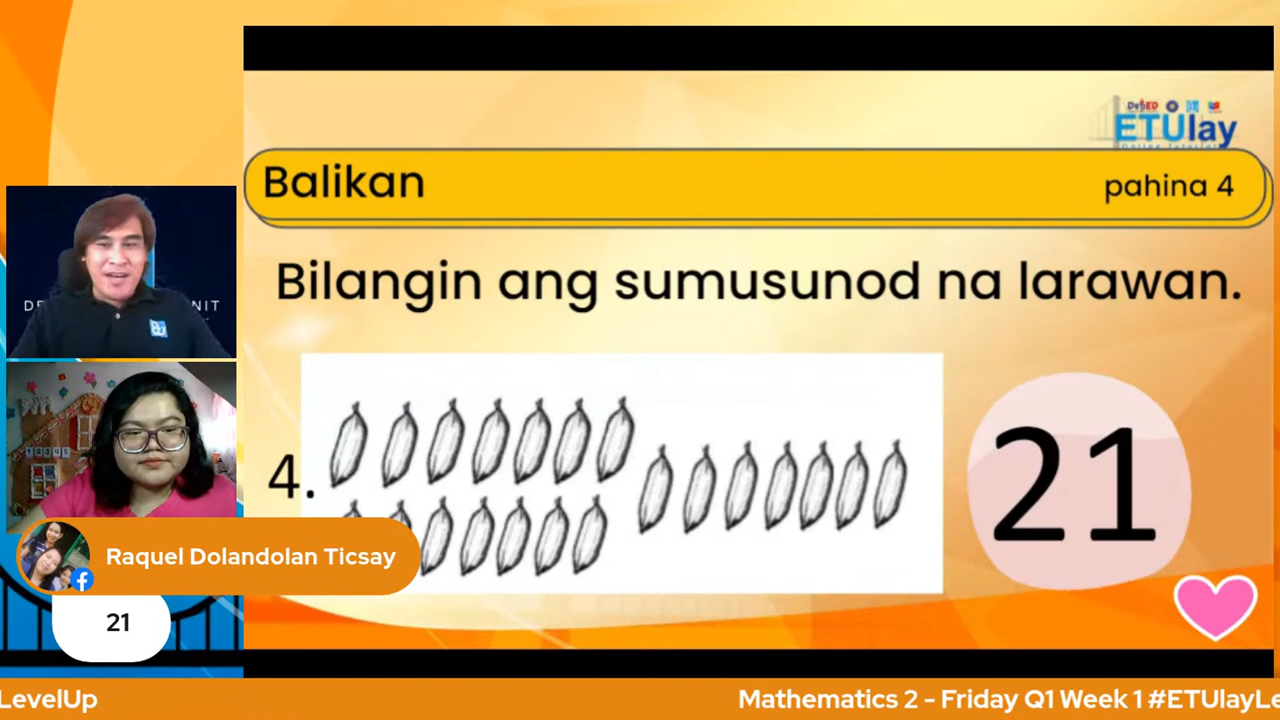 DepED
ETUlay
Balikan
pahina 4
Bilangin ang sumusunod na larawan.
4.
21
Raquel Dolandolan Ticsay
21
LevelUp
Mathematics 2 - Friday Q1 Week 1 #ETUlayLe